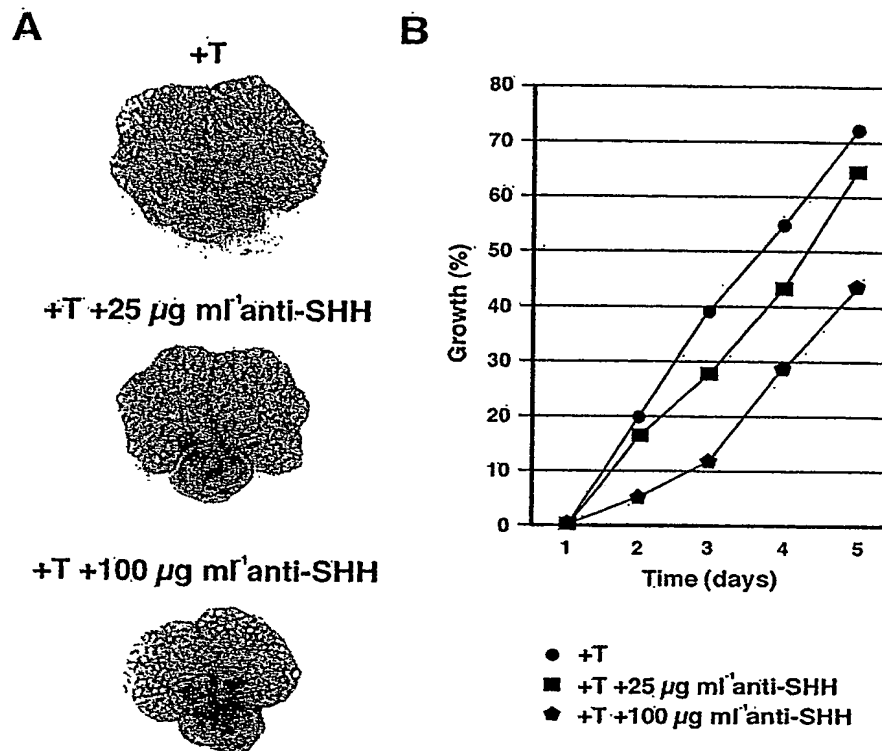 A
+T
+T +25 µg ml⁻¹anti-SHH
+T +100 µg ml⁻¹anti-SHH
B
Growth (%)
80
70
60
50
40
30
20
10
0
1 2 3 4 5
Time (days)
+T
+T +25 µg ml⁻¹anti-SHH
+T +100 µg ml⁻¹anti-SHH